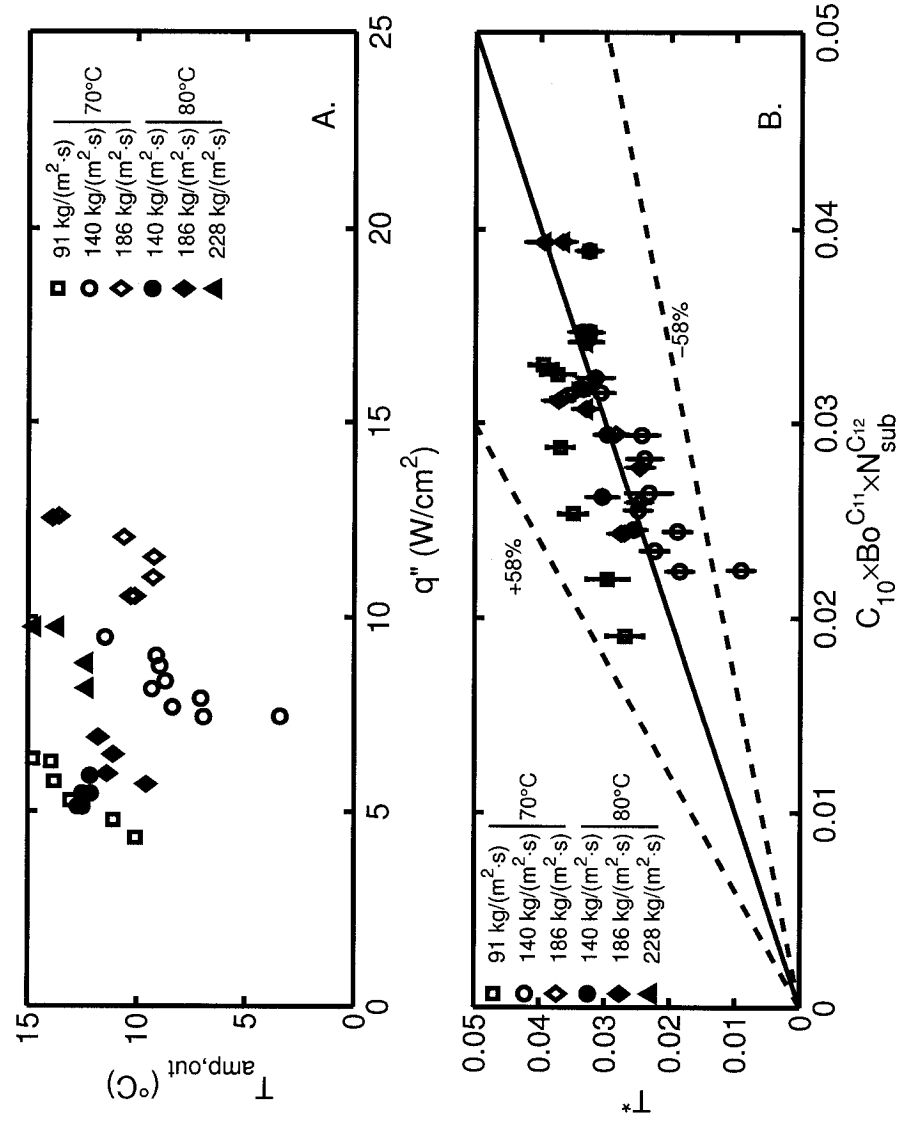 15
10
5
0
T_amp,out (°C)
91 kg/(m²·s)
140 kg/(m²·s)
186 kg/(m²·s)
70°C
140 kg/(m²·s)
186 kg/(m²·s)
228 kg/(m²·s)
80°C
A.
0
5
10
15
20
25
q" (W/cm²)
0.05
0.04
0.03
0.02
0.01
0
T*
91 kg/(m²·s)
140 kg/(m²·s)
186 kg/(m²·s)
70°C
140 kg/(m²·s)
186 kg/(m²·s)
228 kg/(m²·s)
80°C
+58%
−58%
B.
0
0.01
0.02
0.03
0.04
0.05
C₁₀×Bo^C₁₁×N_sub^C₁₂